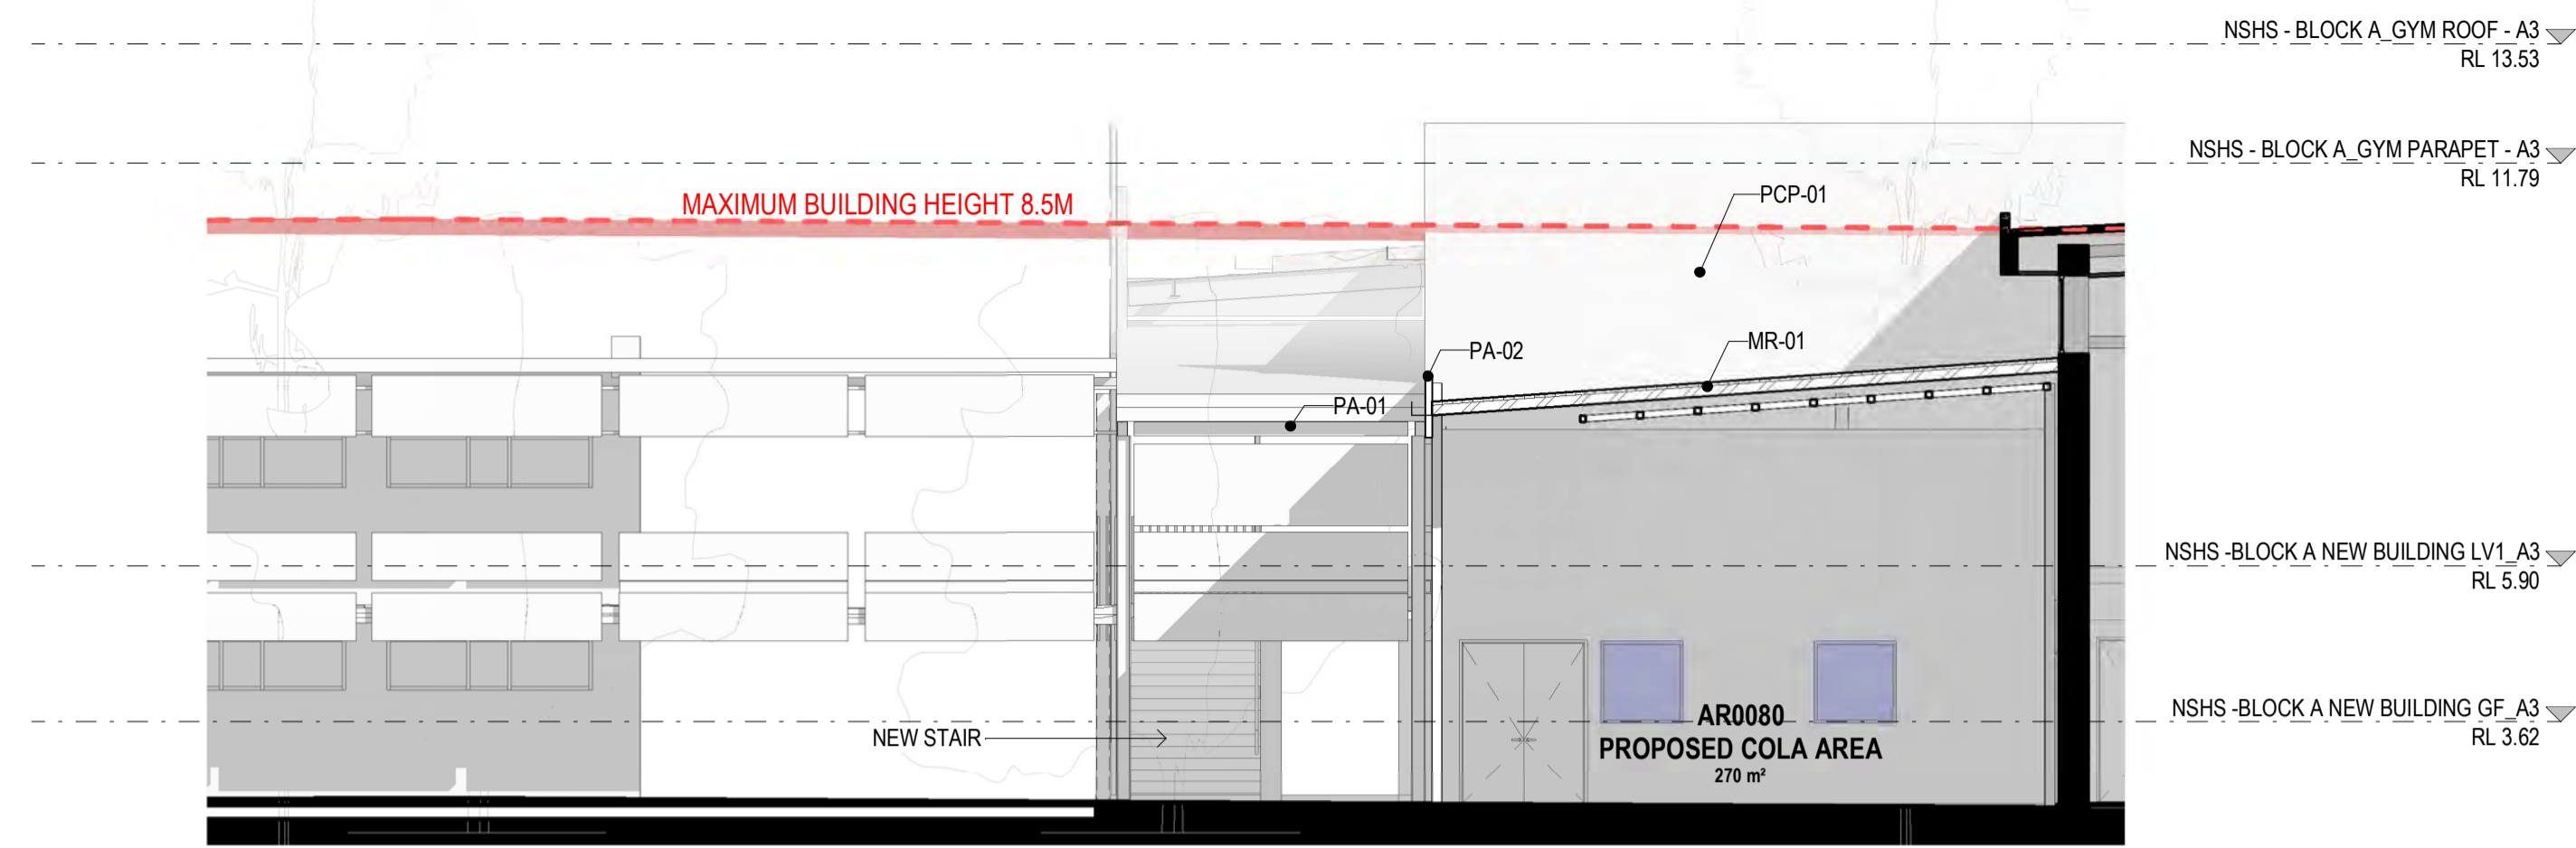 NSHS - BLOCK A_GYM ROOF - A3
RL 13.53
NSHS - BLOCK A_GYM PARAPET - A3
RL 11.79
MAXIMUM BUILDING HEIGHT 8.5M
PCP-01
MR-01
PA-02
PA-01
NSHS -BLOCK A NEW BUILDING LV1_A3
RL 5.90
NSHS -BLOCK A NEW BUILDING GF_A3
RL 3.62
NEW STAIR
AR0080
PROPOSED COLA AREA
270 m²